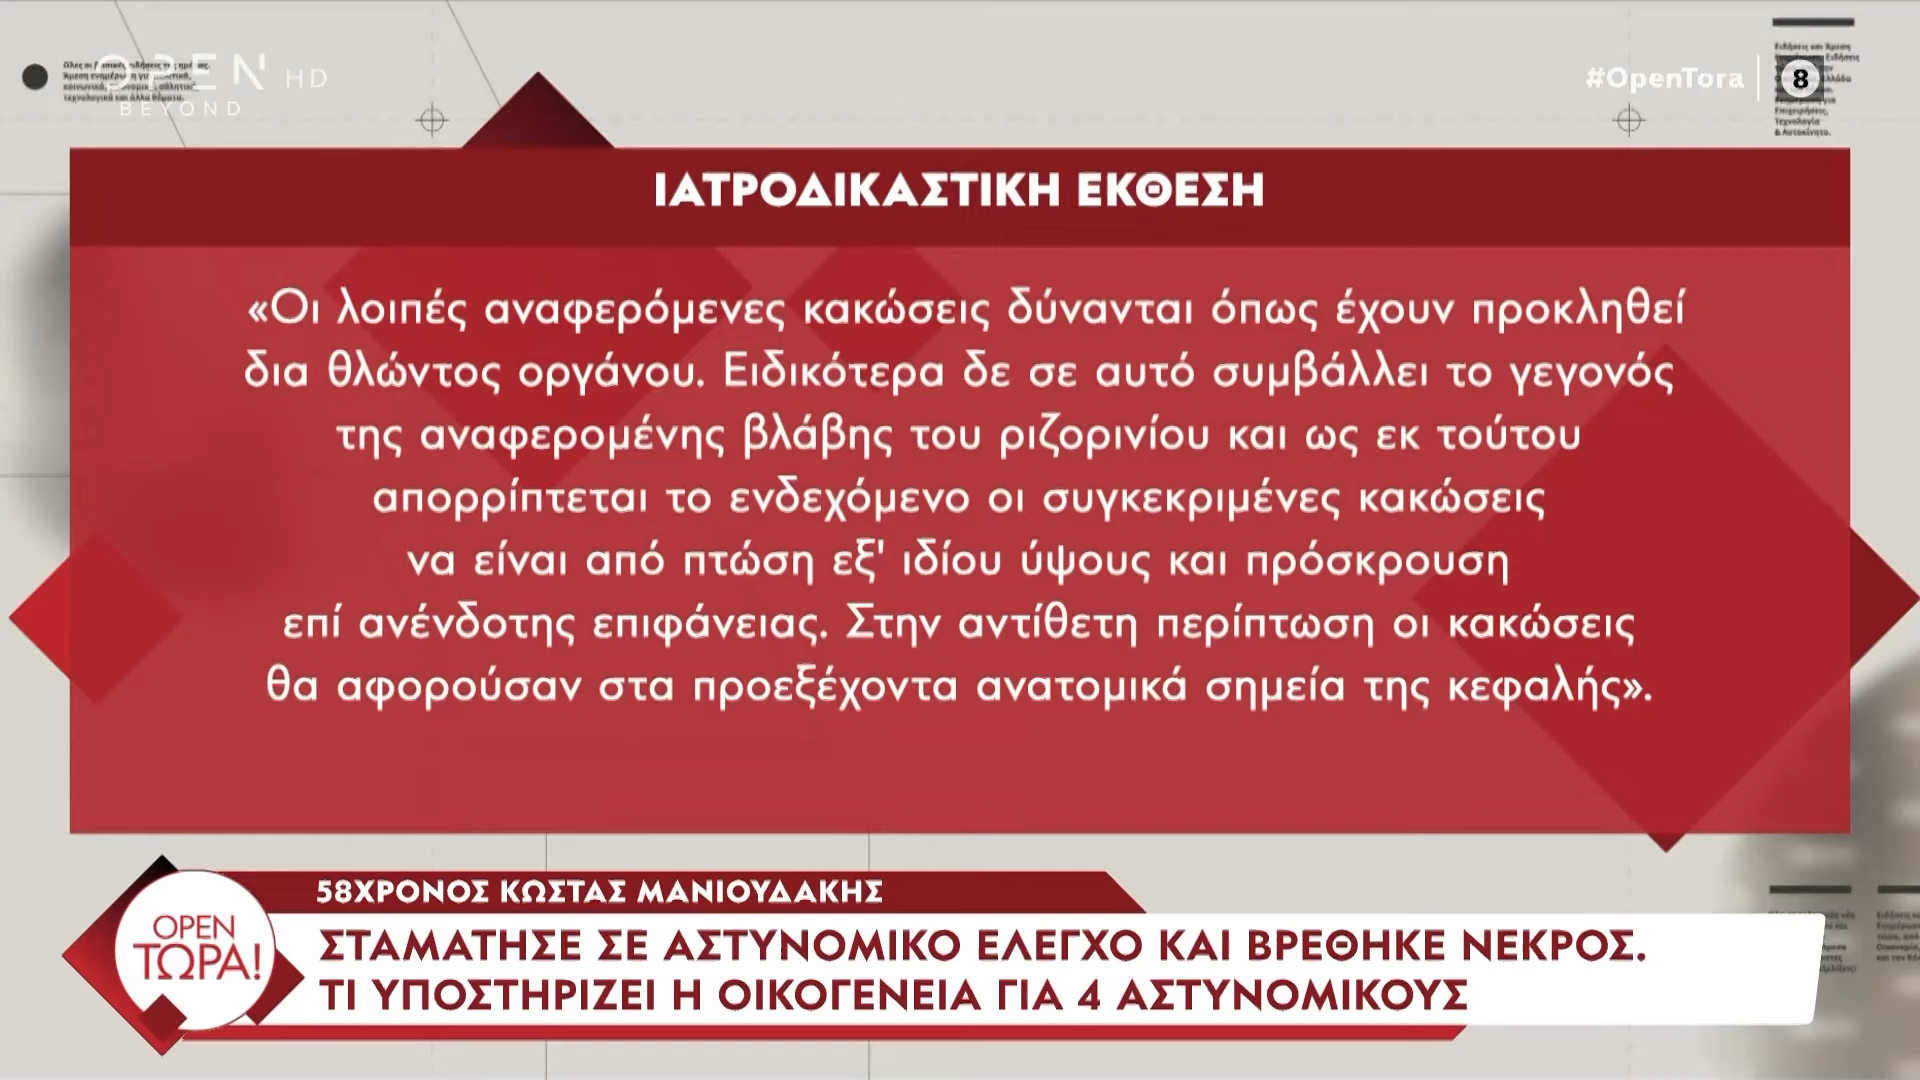 OPEN HD
BEYOND
#OpenTora
8
ΙΑΤΡΟΔΙΚΑΣΤΙΚΗ ΕΚΘΕΣΗ
«Οι λοιπές αναφερόμενες κακώσεις δύνανται όπως έχουν προκληθεί
δια θλώντος οργάνου. Ειδικότερα δε σε αυτό συμβάλλει το γεγονός
της αναφερομένης βλάβης του ριζορινίου και ως εκ τούτου
απορρίπτεται το ενδεχόμενο οι συγκεκριμένες κακώσεις
να είναι από πτώση εξ' ιδίου ύψους και πρόσκρουση
επί ανένδοτης επιφάνειας. Στην αντίθετη περίπτωση οι κακώσεις
θα αφορούσαν στα προεξέχοντα ανατομικά σημεία της κεφαλής».
58ΧΡΟΝΟΣ ΚΩΣΤΑΣ ΜΑΝΙΟΥΔΑΚΗΣ
OPEN
ΤΩΡΑ!
ΣΤΑΜΑΤΗΣΕ ΣΕ ΑΣΤΥΝΟΜΙΚΟ ΕΛΕΓΧΟ ΚΑΙ ΒΡΕΘΗΚΕ ΝΕΚΡΟΣ.
ΤΙ ΥΠΟΣΤΗΡΙΖΕΙ Η ΟΙΚΟΓΕΝΕΙΑ ΓΙΑ 4 ΑΣΤΥΝΟΜΙΚΟΥΣ